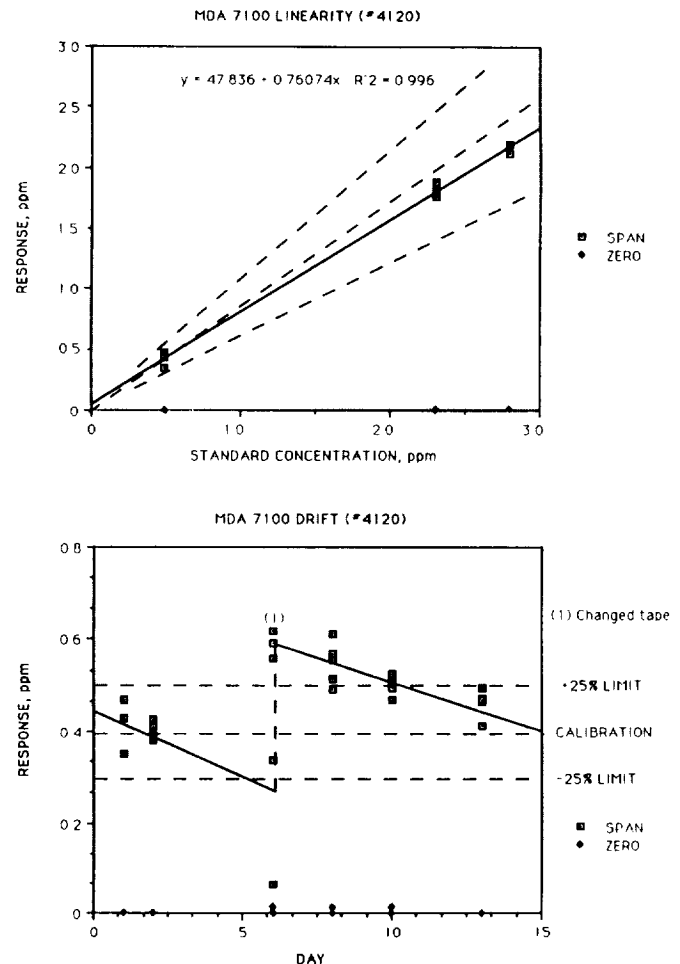 MDA 7100 LINEARITY (#4120)
3.0
y = 47.836 + 0.76074x R^2 = 0.996
2.5
2.0
1.5
1.0
0.5
0
RESPONSE, ppm
SPAN
ZERO
0 1.0 2.0 3.0
STANDARD CONCENTRATION, ppm
MDA 7100 DRIFT (#4120)
0.8
(1)
(1) Changed tape
0.6
+25% LIMIT
0.4
CALIBRATION
-25% LIMIT
0.2
0
RESPONSE, ppm
SPAN
ZERO
0 5 10 15
DAY